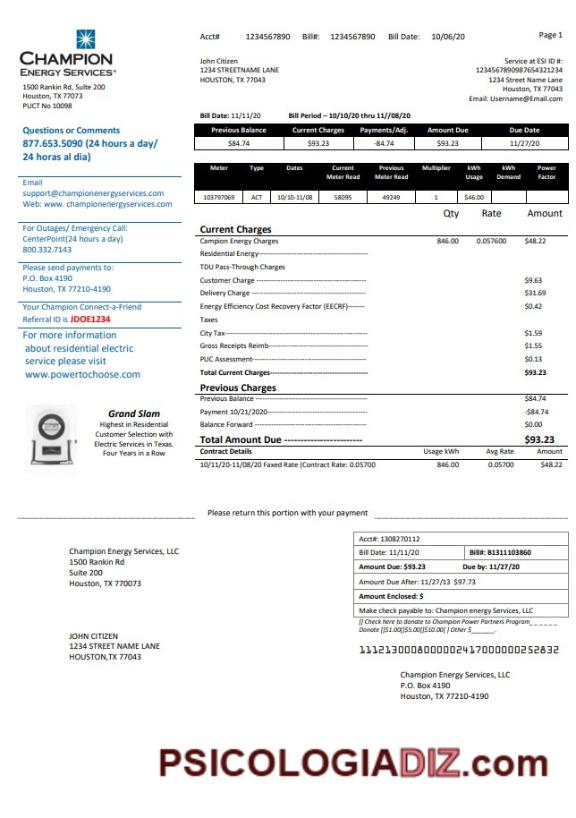 Acct# 1234567890 Bill#: 1234567890 Bill Date: 10/06/20 Page 1
CHAMPION
ENERGY SERVICES®
1500 Rankin Rd, Suite 200
Houston, TX 77073
PUCT No 10098
John Citizen
1234 STREETNAME LANE
HOUSTON, TX 77043
Service at ESI ID #:
1234567890987654321234
1234 Street Name Lane
Houston, TX 77043
Email: Username@Email.com
Questions or Comments
877.653.5090 (24 hours a day/
24 horas al dia)
Email
support@championenergyservices.com
Web: www. championenergyservices.com
For Outages/ Emergency Call:
CenterPoint(24 hours a day)
800.332.7143
Please send payments to:
P.O. Box 4190
Houston, TX 77210-4190
Your Champion Connect-a-Friend
Referral ID is JDOE1234
For more information
about residential electric
service please visit
www.powertochoose.com
Grand Slam
Highest in Residential
Customer Selection with
Electric Services in Texas.
Four Years in a Row
Bill Date: 11/11/20 Bill Period – 10/10/20 thru 11//08/20
Previous Balance Current Charges Payments/Adj. Amount Due Due Date
$84.74 $93.23 -84.74 $93.23 11/27/20
Meter Type Dates Current Meter Read Previous Meter Read Multiplier kWh Usage kWh Demand Power Factor
103797069 ACT 10/10-11/08 58095 49249 1 $46.00
Qty Rate Amount
Current Charges
Campion Energy Charges 846.00 0.057600 $48.22
Residential Energy--------------------------------------
TDU Pass-Through Charges
Customer Charge --------------------------------------- $9.63
Delivery Charge ---------------------------------------- $31.69
Energy Efficiency Cost Recovery Factor (EECRF)------- $0.42
Taxes
City Tax------------------------------------------------- $1.59
Gross Receipts Reimb----------------------------------- $1.55
PUC Assessment---------------------------------------- $0.13
Total Current Charges---------------------------------- $93.23
Previous Charges
Previous Balance --------------------------------------- $84.74
Payment 10/21/2020----------------------------------- -$84.74
Balance Forward ---------------------------------------- $0.00
Total Amount Due ------------------------ $93.23
Contract Details Usage kWh Avg Rate Amount
10/11/20-11/08/20 Faxed Rate (Contract Rate: 0.05700 846.00 0.05700 $48.22
Please return this portion with your payment
Champion Energy Services, LLC
1500 Rankin Rd
Suite 200
Houston, TX 770073
JOHN CITIZEN
1234 STREET NAME LANE
HOUSTON,TX 77043
Acct#: 1308270112
Bill Date: 11/11/20 Bill#: B1311103860
Amount Due: $93.23 Due by: 11/27/20
Amount Due After: 11/27/13 $97.73
Amount Enclosed: $
Make check payable to: Champion energy Services, LLC
[] Check here to donate to Champion Power Partners Program______
Donate []$1.00[]$5.00[]$10.00[ ] Other $_______.
Champion Energy Services, LLC
P.O. Box 4190
Houston, TX 77210-4190
PSICOLOGIADIZ.com